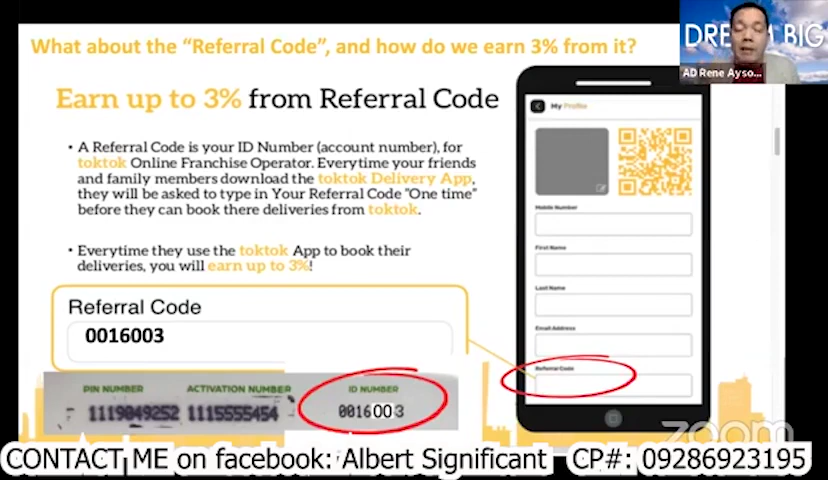 What about the “Referral Code”, and how do we earn 3% from it?
DREAM BIG
AD Rene Ayso...
Earn up to 3% from Referral Code
• A Referral Code is your ID Number (account number), for
toktok Online Franchise Operator. Everytime your friends
and family members download the toktok Delivery App,
they will be asked to type in Your Referral Code “One time”
before they can book there deliveries from toktok.
• Everytime they use the toktok App to book their
deliveries, you will earn up to 3%!
Referral Code
0016003
PIN NUMBER ACTIVATION NUMBER ID NUMBER
1119049252 1115555454 0016003
My Profile
Mobile Number
First Name
Last Name
Email Address
Referral Code
zoom
CONTACT ME on facebook: Albert Significant CP#: 09286923195